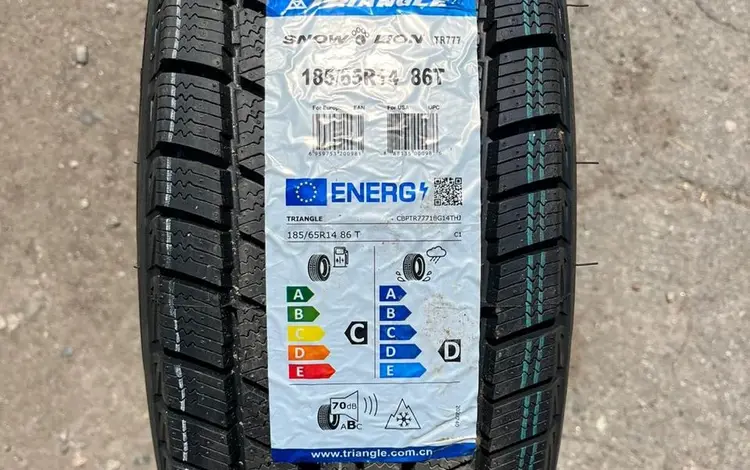 TRIANGLE
SNOW LION TR777
185/65R14 86T
For Europe EAN For USA UPC
ENERG
TRIANGLE CBPTR77718G14THJ
185/65R14 86 T C1
A A
B B
C C C
D D D
E E
70dB
ABC
www.triangle.com.cn